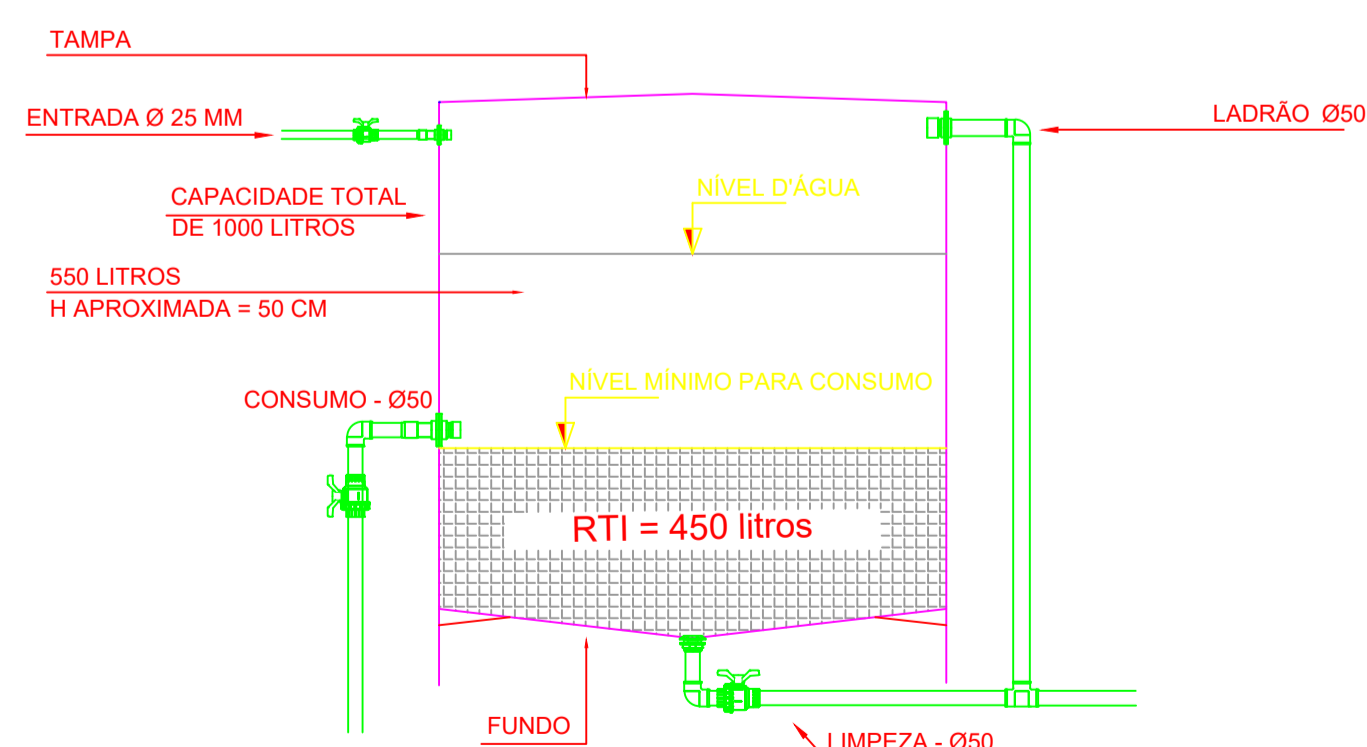 TAMPA
ENTRADA Ø 25 MM
LADRÃO Ø50
CAPACIDADE TOTAL
DE 1000 LITROS
NÍVEL D'ÁGUA
550 LITROS
H APROXIMADA = 50 CM
NÍVEL MÍNIMO PARA CONSUMO
CONSUMO - Ø50
RTI = 450 litros
FUNDO
LIMPEZA - Ø50